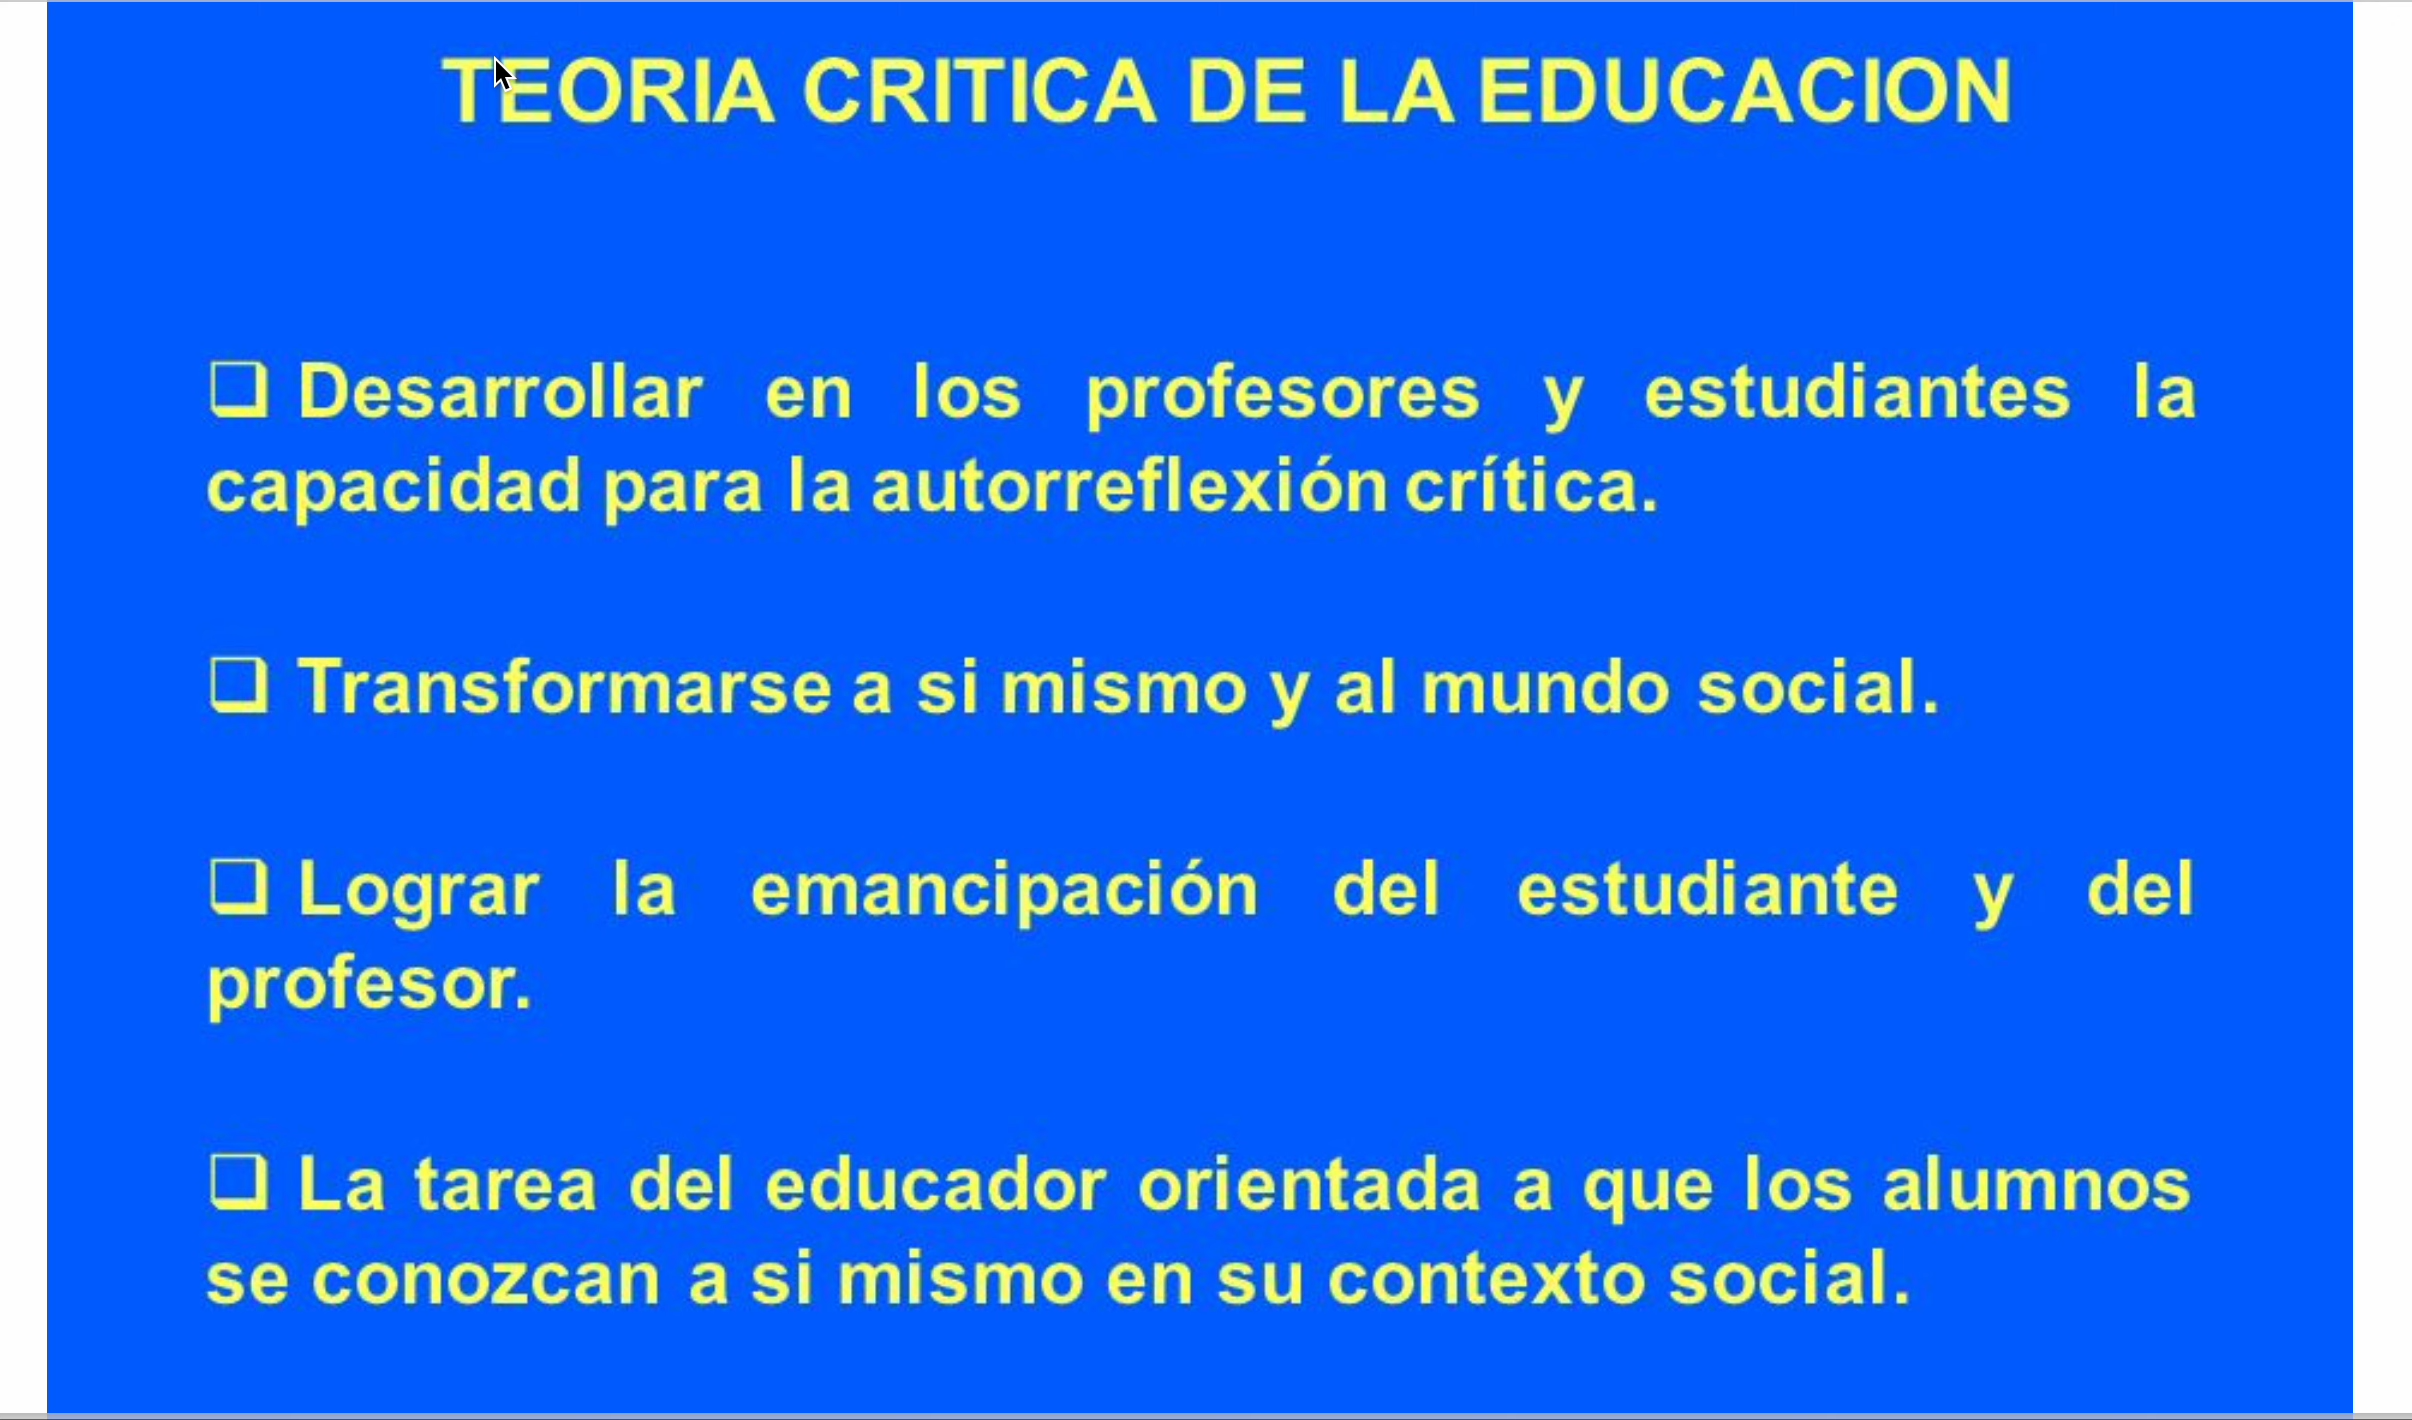 TEORIA CRITICA DE LA EDUCACION
❑ Desarrollar en los profesores y estudiantes la
capacidad para la autorreflexión crítica.
❑ Transformarse a si mismo y al mundo social.
❑ Lograr la emancipación del estudiante y del
profesor.
❑ La tarea del educador orientada a que los alumnos
se conozcan a si mismo en su contexto social.